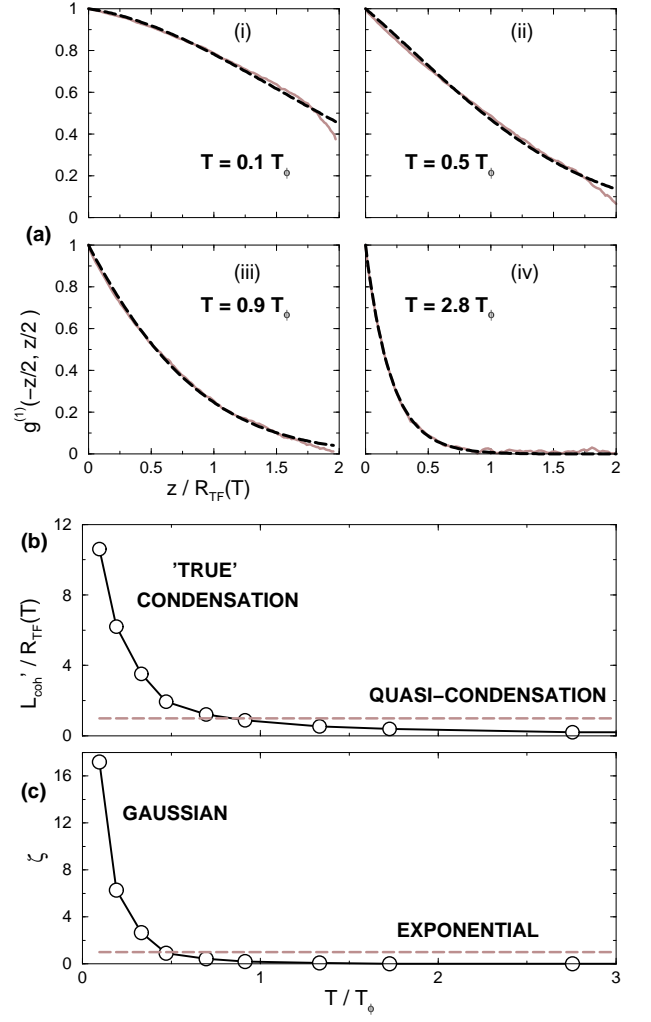 (a)
g⁽¹⁾(−z/2, z/2)
1
0.8
0.6
0.4
0.2
0
(i)
T = 0.1 T_ϕ
(ii)
T = 0.5 T_ϕ
1
0.8
0.6
0.4
0.2
0
(iii)
T = 0.9 T_ϕ
(iv)
T = 2.8 T_ϕ
0 0.5 1 1.5 2
0 0.5 1 1.5 2
z / R_TF(T)
(b)
L_coh' / R_TF(T)
12
8
4
0
'TRUE'
CONDENSATION
QUASI−CONDENSATION
(c)
ζ
16
12
8
4
0
GAUSSIAN
EXPONENTIAL
0 1 2 3
T / T_ϕ